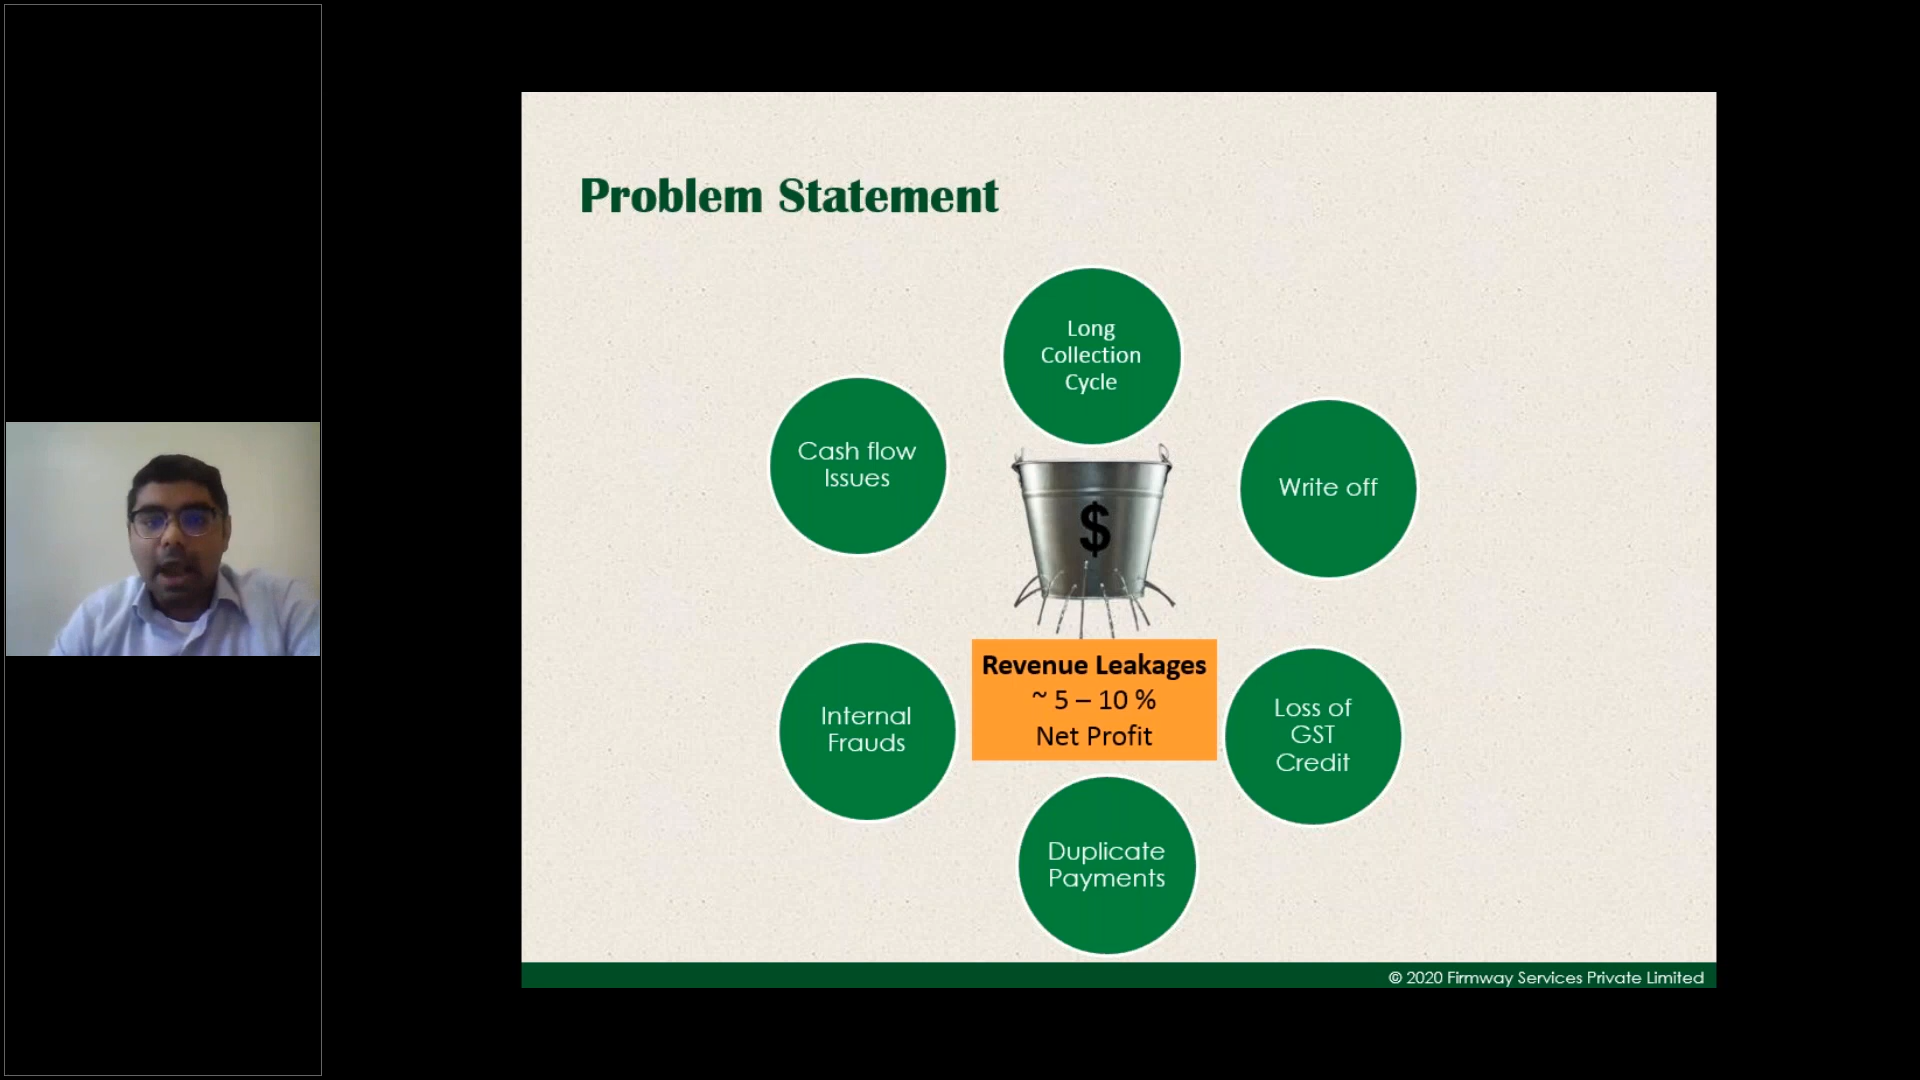 Problem Statement
Long
Collection
Cycle
Cash flow
Issues
Write off
$
Revenue Leakages
~ 5 – 10 %
Net Profit
Internal
Frauds
Loss of
GST
Credit
Duplicate
Payments
© 2020 Firmway Services Private Limited